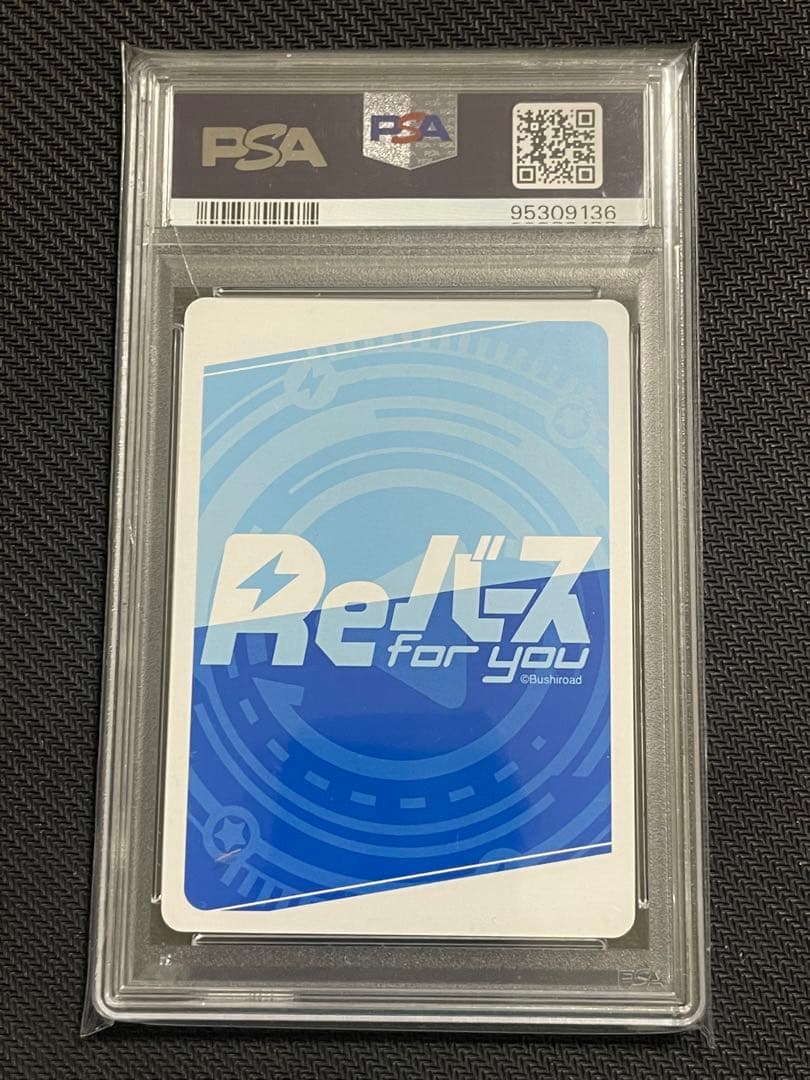 PSA
PSA
95309136
Reバース
for you
©Bushiroad
PSA